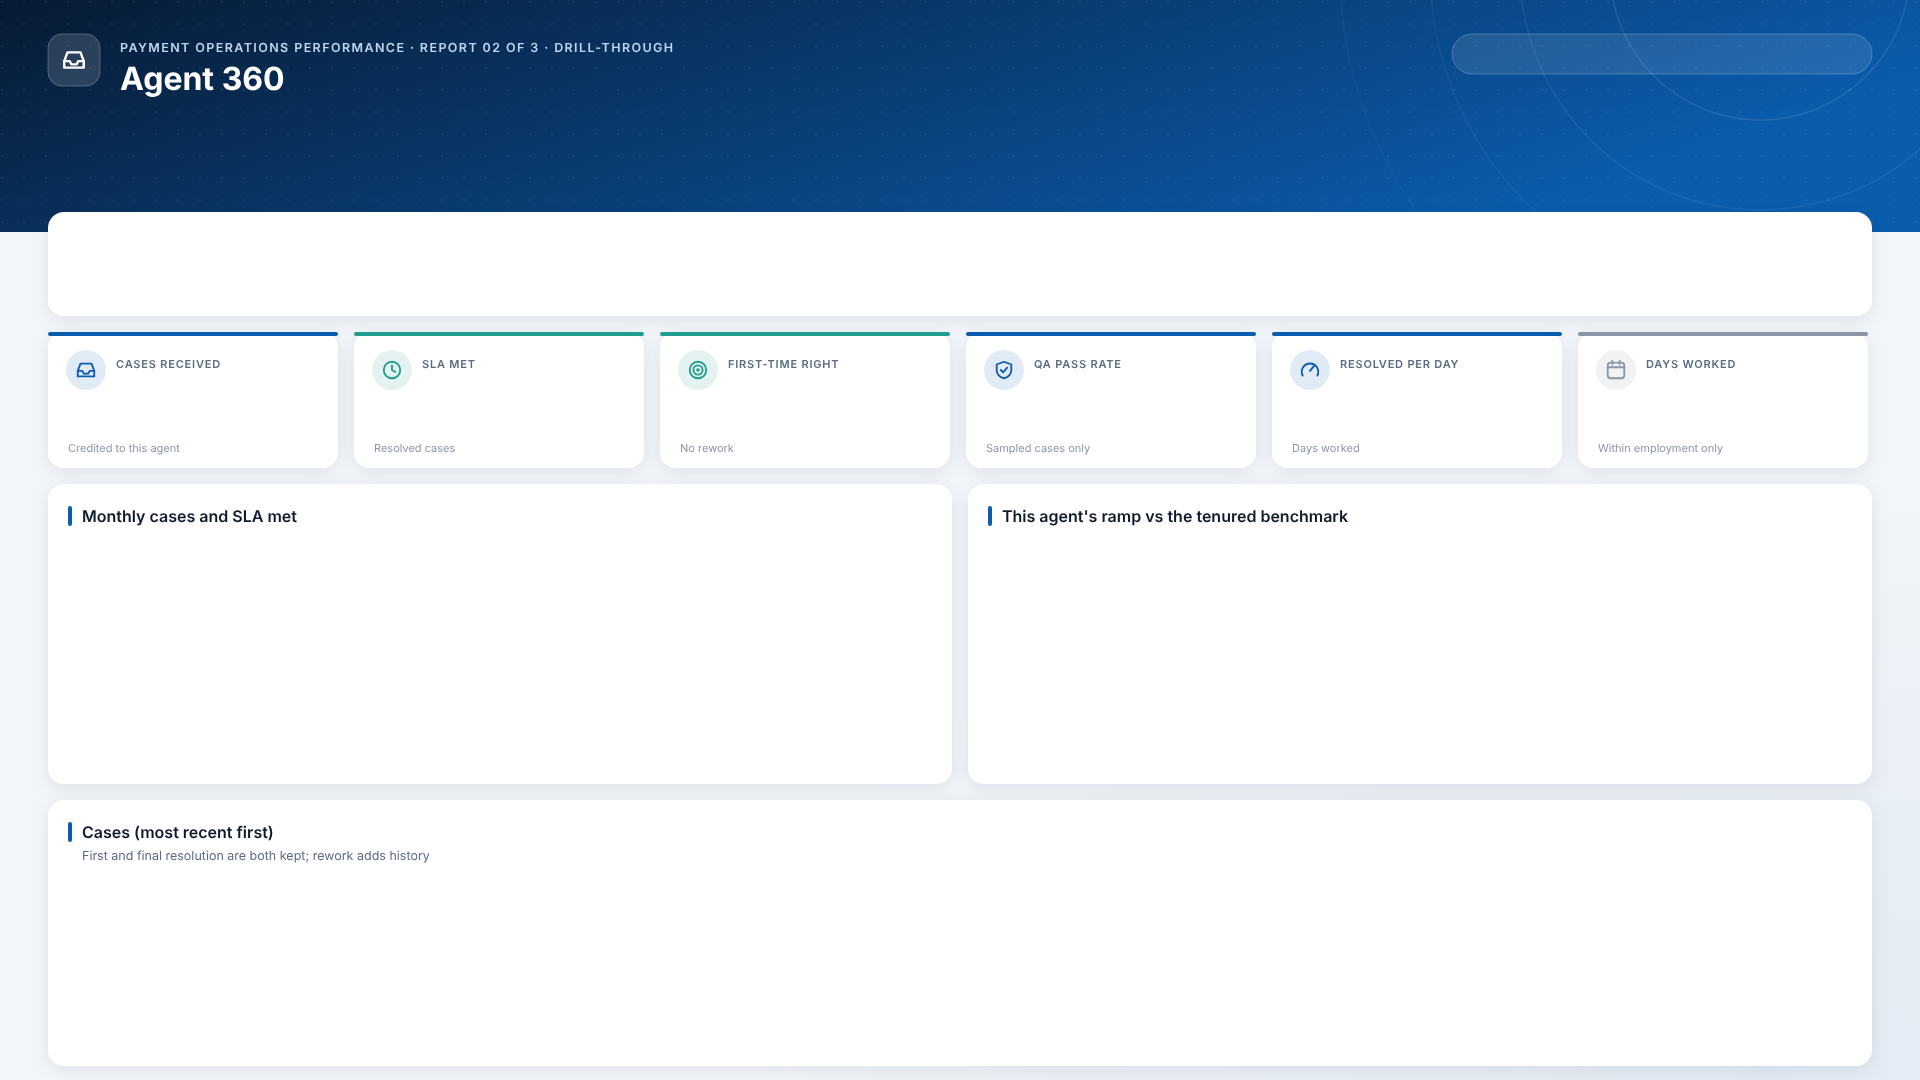 PAYMENT OPERATIONS PERFORMANCE · REPORT 02 OF 3 · DRILL-THROUGH
Agent 360
CASES RECEIVED
Credited to this agent
SLA MET
Resolved cases
FIRST-TIME RIGHT
No rework
QA PASS RATE
Sampled cases only
RESOLVED PER DAY
Days worked
DAYS WORKED
Within employment only
Monthly cases and SLA met
This agent's ramp vs the tenured benchmark
Cases (most recent first)
First and final resolution are both kept; rework adds history